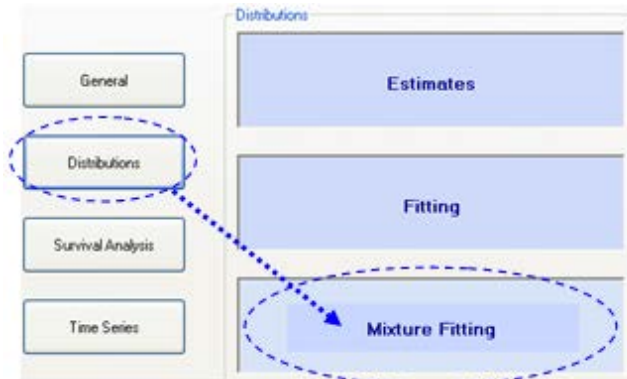 Distributions
General
Estimates
Distributions
Fitting
Survival Analysis
Time Series
Mixture Fitting